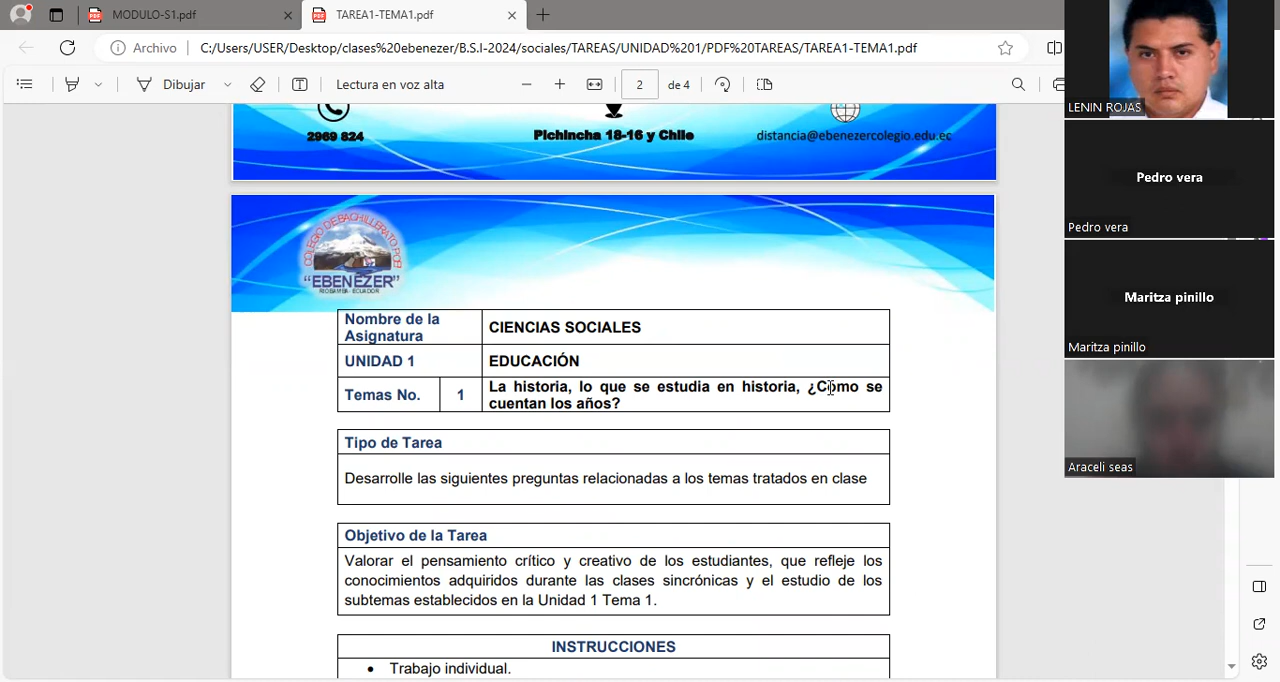 MODULO-S1.pdf
TAREA1-TEMA1.pdf
Archivo
C:/Users/USER/Desktop/clases%20ebenezer/B.S.I-2024/sociales/TAREAS/UNIDAD%201/PDF%20TAREAS/TAREA1-TEMA1.pdf
Dibujar
Lectura en voz alta
2 de 4
2969 824
Pichincha 18-16 y Chile
distancia@ebenezercolegio.edu.ec
COLEGIO DE BACHILLERATO PCEI
"EBENEZER"
RIOBAMBA - ECUADOR
Nombre de la Asignatura
CIENCIAS SOCIALES
UNIDAD 1
EDUCACIÓN
Temas No.
1
La historia, lo que se estudia en historia, ¿Cómo se
cuentan los años?
Tipo de Tarea
Desarrolle las siguientes preguntas relacionadas a los temas tratados en clase
Objetivo de la Tarea
Valorar el pensamiento crítico y creativo de los estudiantes, que refleje los
conocimientos adquiridos durante las clases sincrónicas y el estudio de los
subtemas establecidos en la Unidad 1 Tema 1.
INSTRUCCIONES
• Trabajo individual.
LENIN ROJAS
Pedro vera
Pedro vera
Maritza pinillo
Maritza pinillo
Araceli seas